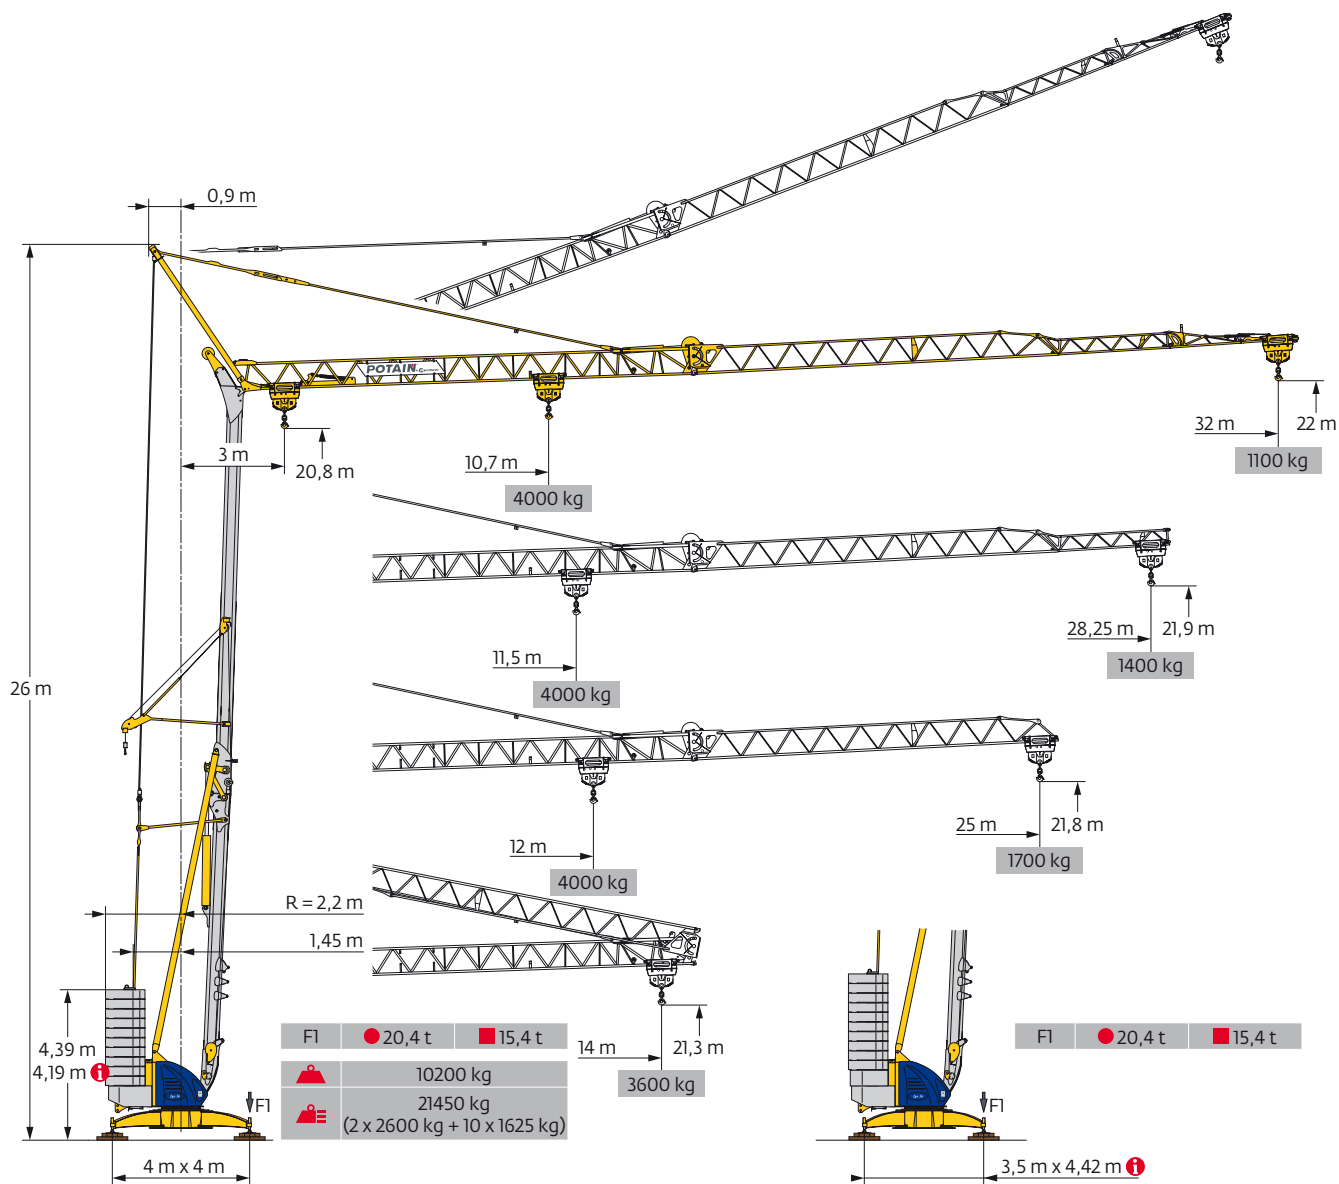 0,9 m
POTAIN
3 m
20,8 m
10,7 m
4000 kg
32 m
22 m
1100 kg
26 m
11,5 m
4000 kg
28,25 m
21,9 m
1400 kg
12 m
4000 kg
25 m
21,8 m
1700 kg
R = 2,2 m
1,45 m
14 m
21,3 m
3600 kg
4,39 m
4,19 m i
F1 20,4 t 15,4 t
10200 kg
21450 kg
(2 x 2600 kg + 10 x 1625 kg)
F1
4 m x 4 m
F1 20,4 t 15,4 t
F1
3,5 m x 4,42 m i